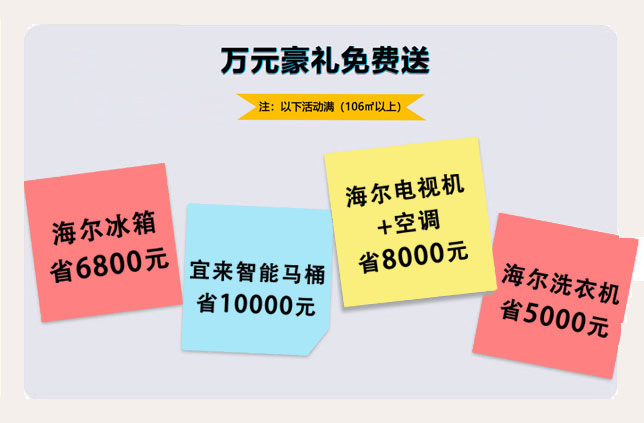 万元豪礼免费送
注：以下活动满（106㎡以上）
海尔冰箱
省6800元
宜来智能马桶
省10000元
海尔电视机
+空调
省8000元
海尔洗衣机
省5000元